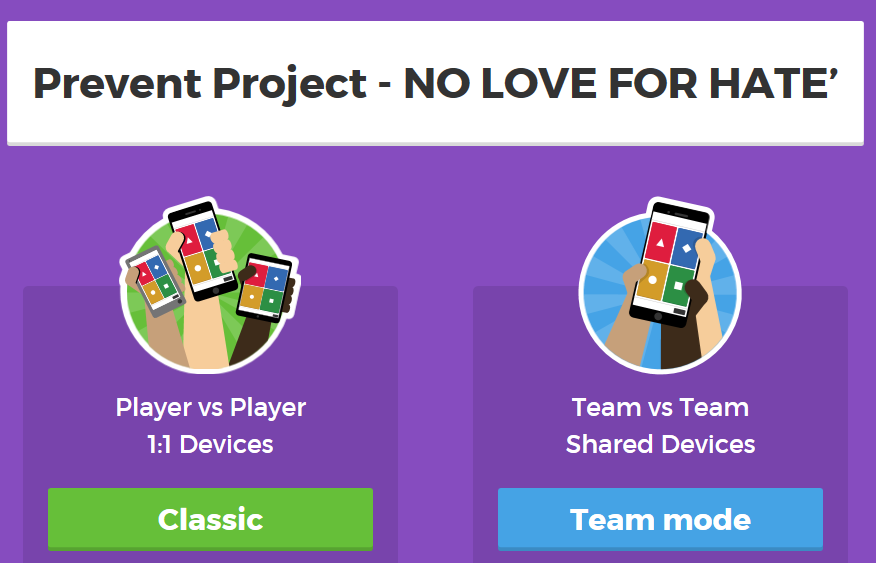 Prevent Project - NO LOVE FOR HATE’
Player vs Player
1:1 Devices
Classic
Team vs Team
Shared Devices
Team mode